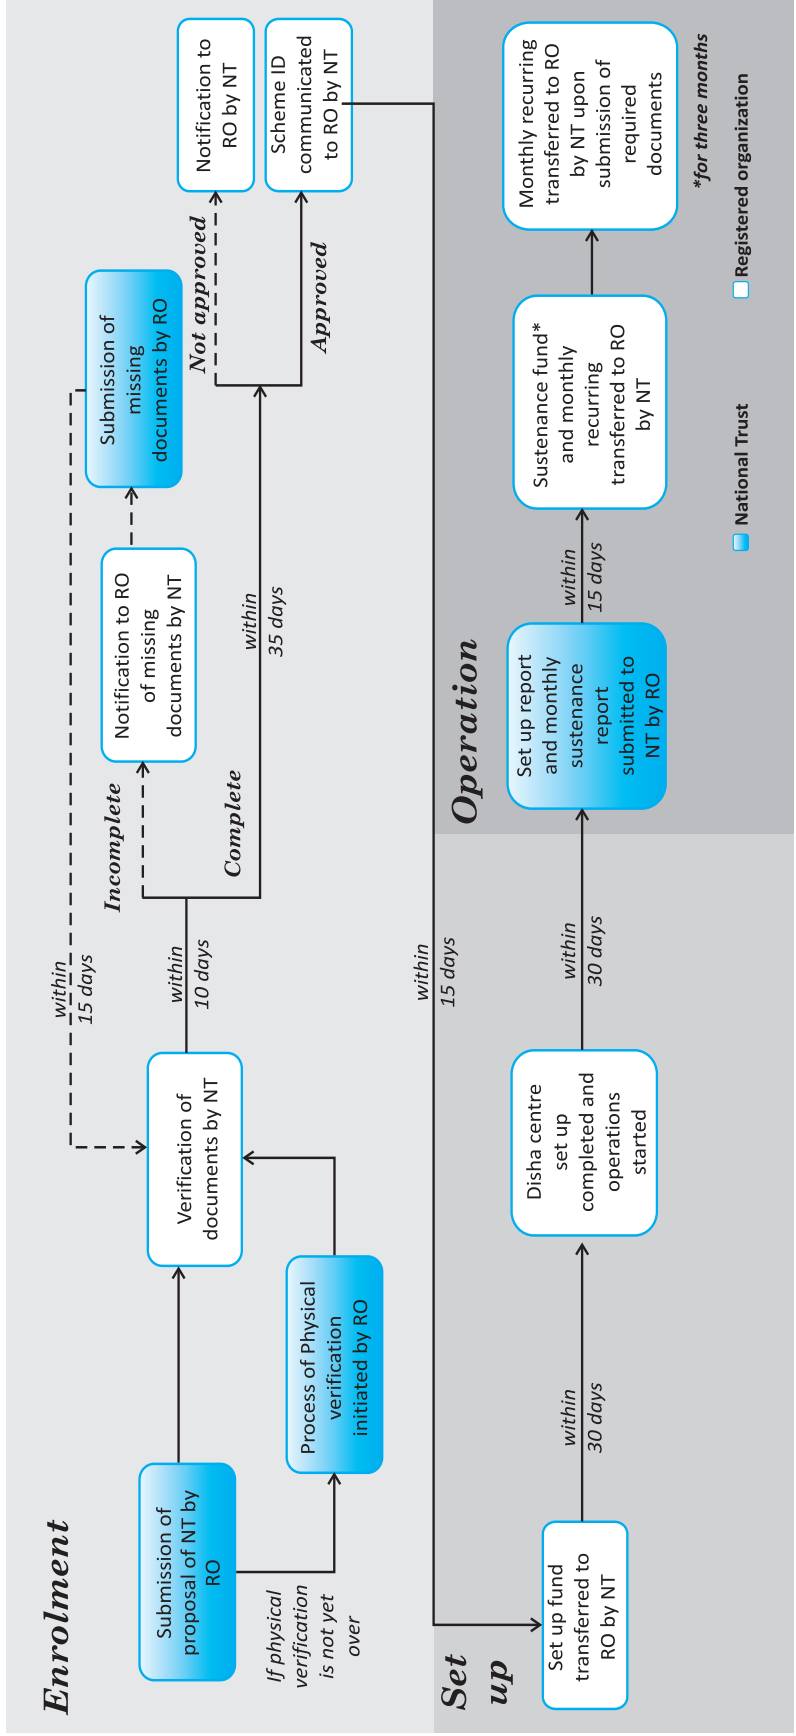 Enrolment
Submission of
proposal of NT by
RO
If physical
verification
is not yet
over
Process of Physical
verification
initiated by RO
Verification of
documents by NT
within
15 days
within
10 days
Incomplete
Complete
Notification to RO
of missing
documents by NT
Submission of
missing
documents by RO
within
35 days
Not approved
Approved
Notification to
RO by NT
Scheme ID
communicated
to RO by NT
within
15 days
Set
up
Set up fund
transferred to
RO by NT
within
30 days
Disha centre
set up
completed and
operations
started
within
30 days
Operation
Set up report
and monthly
sustenance
report
submitted to
NT by RO
within
15 days
Sustenance fund*
and monthly
recurring
transferred to RO
by NT
Monthly recurring
transferred to RO
by NT upon
submission of
required
documents
*for three months
National Trust
Registered organization